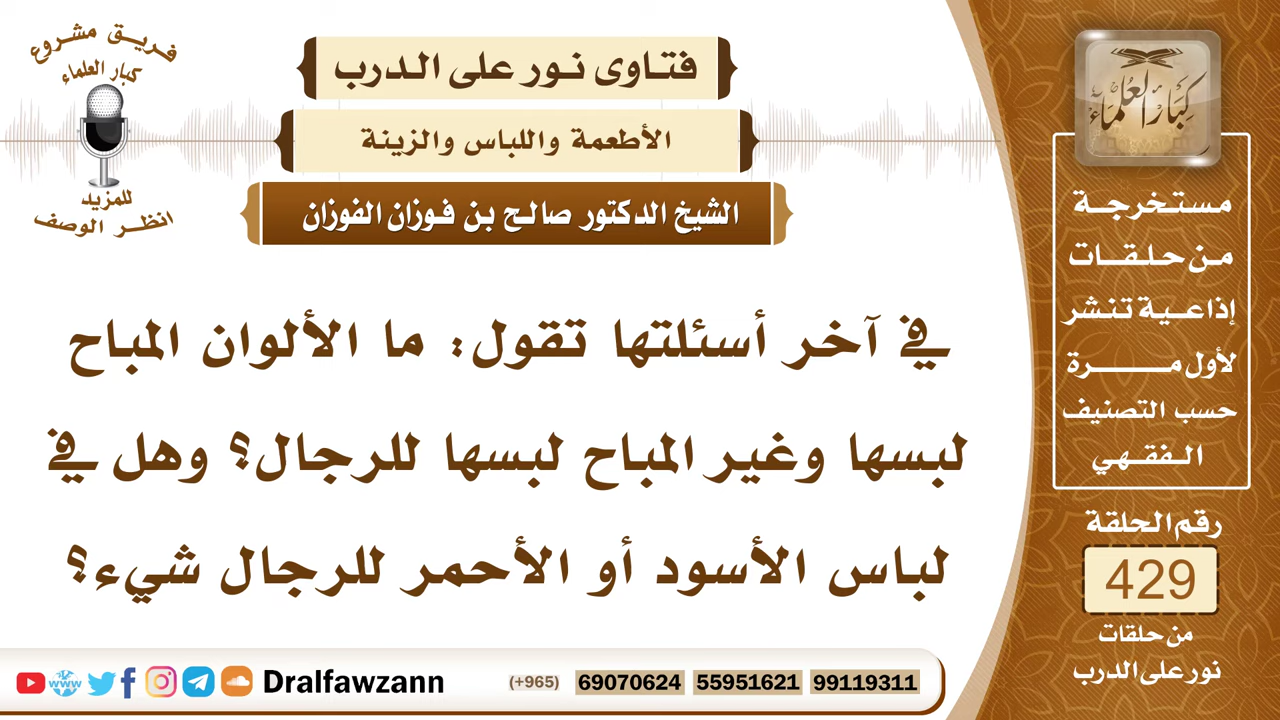 فريق مشروع
كبار العلماء
للمزيد
انظر الوصف
فتاوى نور على الدرب
الأطعمة واللباس والزينة
الشيخ الدكتور صالح بن فوزان الفوزان
في آخر أسئلتها تقول: ما الألوان المباح
لبسها وغير المباح لبسها للرجال؟ وهل في
لباس الأسود أو الأحمر للرجال شيء؟
كبار العلماء
مستخرجة
من حلقات
إذاعية تنشر
لأول مرة
حسب التصنيف
الفقهي
رقم الحلقة
429
من حلقات
نور على الدرب
www
Dralfawzann
(+965) 69070624 55951621 99119311